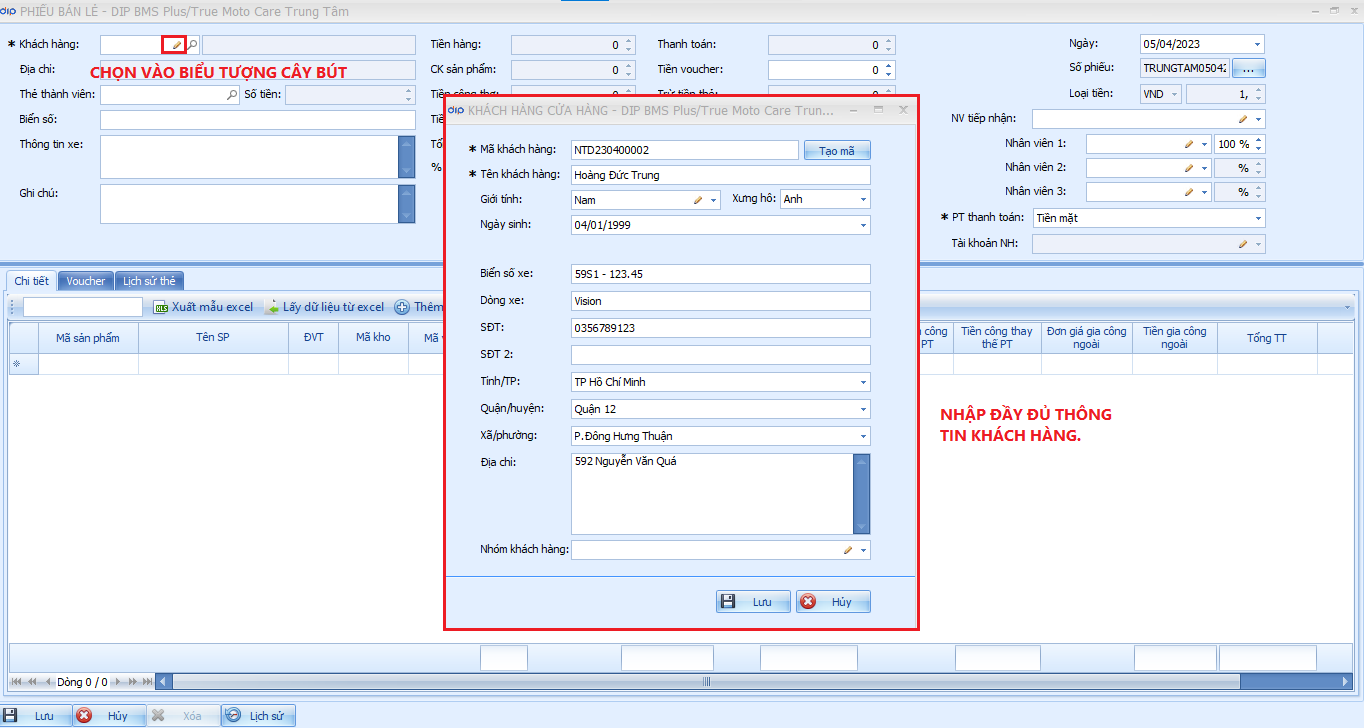 dip PHIẾU BÁN LẺ - DIP BMS Plus/True Moto Care Trung Tâm
* Khách hàng:
Tiền hàng: 0
Thanh toán: 0
Ngày: 05/04/2023
Địa chỉ:
CHỌN VÀO BIỂU TƯỢNG CÂY BÚT
CK sản phẩm: 0
Tiền voucher: 0
Số phiếu: TRUNGTAM0504 ...
Thẻ thành viên:
Số tiền:
Loại tiền: VND 1,
Biển số:
NV tiếp nhận:
Thông tin xe:
Nhân viên 1: 100 %
%
Nhân viên 2: %
Ghi chú:
Nhân viên 3: %
* PT thanh toán: Tiền mặt
Tài khoản NH:
dip KHÁCH HÀNG CỬA HÀNG - DIP BMS Plus/True Moto Care Trun...
* Mã khách hàng: NTD230400002 Tạo mã
* Tên khách hàng: Hoàng Đức Trung
Giới tính: Nam Xưng hô: Anh
Ngày sinh: 04/01/1999
Biển số xe: 59S1 - 123.45
Dòng xe: Vision
SĐT: 0356789123
SĐT 2:
Tỉnh/TP: TP Hồ Chí Minh
Quận/huyện: Quận 12
Xã/phường: P.Đông Hưng Thuận
Địa chỉ: 592 Nguyễn Văn Quá
Nhóm khách hàng:
Lưu Hủy
Chi tiết Voucher Lịch sử thẻ
XLS Xuất mẫu excel Lấy dữ liệu từ excel Thêm
Mã sản phẩm Tên SP ĐVT Mã kho
công PT Tiền công thay thế PT Đơn giá gia công ngoài Tiền gia công ngoài Tổng TT
NHẬP ĐẦY ĐỦ THÔNG
TIN KHÁCH HÀNG.
Dòng 0 / 0
Lưu Hủy Xóa Lịch sử